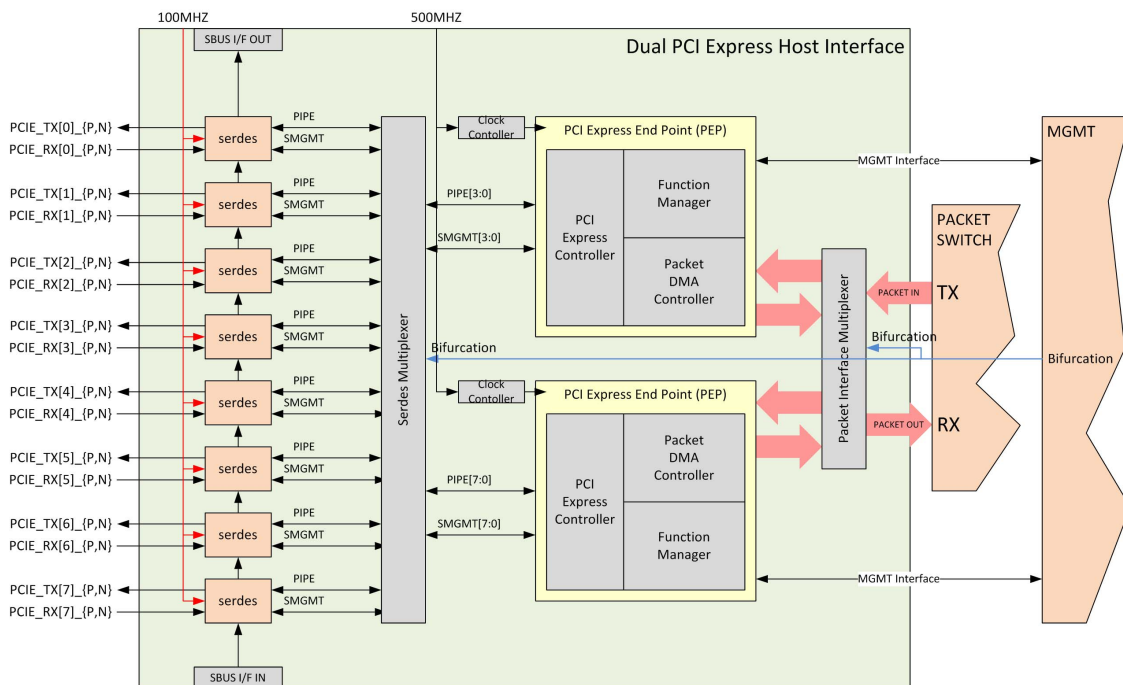 100MHZ
500MHZ
SBUS I/F OUT
Dual PCI Express Host Interface
PCIE_TX[0]_{P,N}
PCIE_RX[0]_{P,N}
serdes
PIPE
SMGMT
PCIE_TX[1]_{P,N}
PCIE_RX[1]_{P,N}
serdes
PIPE
SMGMT
PCIE_TX[2]_{P,N}
PCIE_RX[2]_{P,N}
serdes
PIPE
SMGMT
PCIE_TX[3]_{P,N}
PCIE_RX[3]_{P,N}
serdes
PIPE
SMGMT
PCIE_TX[4]_{P,N}
PCIE_RX[4]_{P,N}
serdes
PIPE
SMGMT
PCIE_TX[5]_{P,N}
PCIE_RX[5]_{P,N}
serdes
PIPE
SMGMT
PCIE_TX[6]_{P,N}
PCIE_RX[6]_{P,N}
serdes
PIPE
SMGMT
PCIE_TX[7]_{P,N}
PCIE_RX[7]_{P,N}
serdes
PIPE
SMGMT
SBUS I/F IN
Serdes Multiplexer
Clock
Contoller
PCI Express End Point (PEP)
PCI
Express
Controller
Function
Manager
Packet
DMA
Controller
PIPE[3:0]
SMGMT[3:0]
Bifurcation
Clock
Contoller
PCI Express End Point (PEP)
PCI
Express
Controller
Packet
DMA
Controller
Function
Manager
PIPE[7:0]
SMGMT[7:0]
MGMT Interface
Packet Interface Multiplexer
PACKET IN
Bifurcation
PACKET OUT
MGMT Interface
PACKET
SWITCH
TX
RX
MGMT
Bifurcation